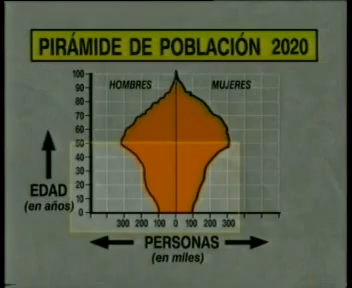 PIRÁMIDE DE POBLACIÓN 2020
HOMBRES MUJERES
100
90
80
70
60
50
40
30
20
10
0
EDAD
(en años)
300 200 100 0 100 200 300
PERSONAS
(en miles)